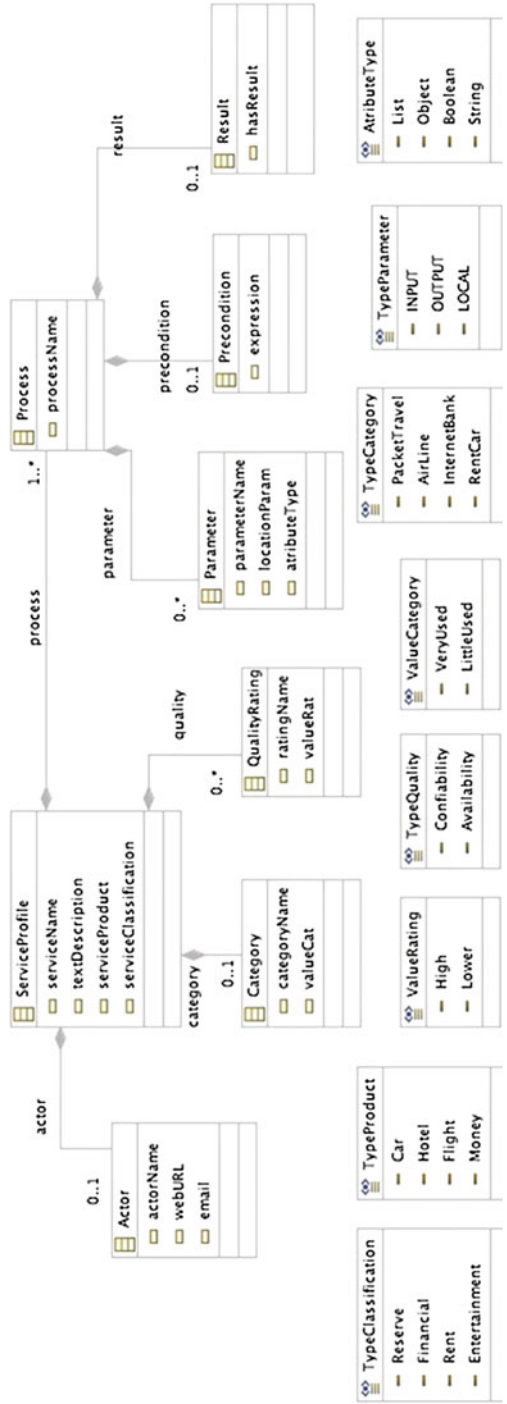 actor
process
result
ServiceProfile
serviceName
textDescription
serviceProduct
serviceClassification
1..*
Process
processName
0..1
Actor
actorName
webURL
email
category
0..1
Category
categoryName
valueCat
quality
0..*
QualityRating
ratingName
valueRat
parameter
0..*
Parameter
parameterName
locationParam
atributeType
precondition
0..1
Precondition
expression
0..1
Result
hasResult
TypeClassification
Reserve
Financial
Rent
Entertainment
TypeProduct
Car
Hotel
Flight
Money
ValueRating
High
Lower
TypeQuality
Confiability
Availability
ValueCategory
VeryUsed
LittleUsed
TypeCategory
PacketTravel
AirLine
InternetBank
RentCar
TypeParameter
INPUT
OUTPUT
LOCAL
AtributeType
List
Object
Boolean
String